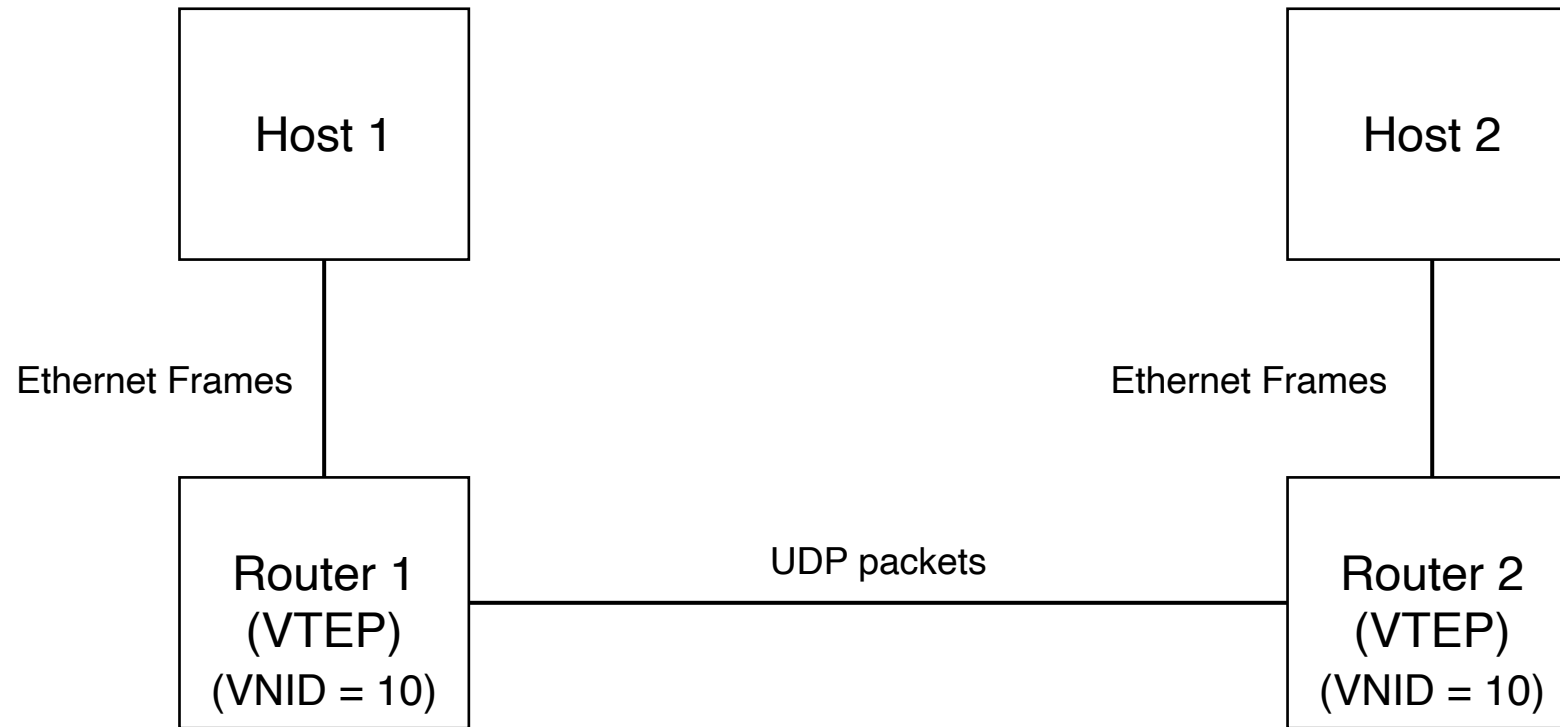 Host 1
Host 2
Ethernet Frames
Ethernet Frames
UDP packets
Router 1
(VTEP)
(VNID = 10)
Router 2
(VTEP)
(VNID = 10)